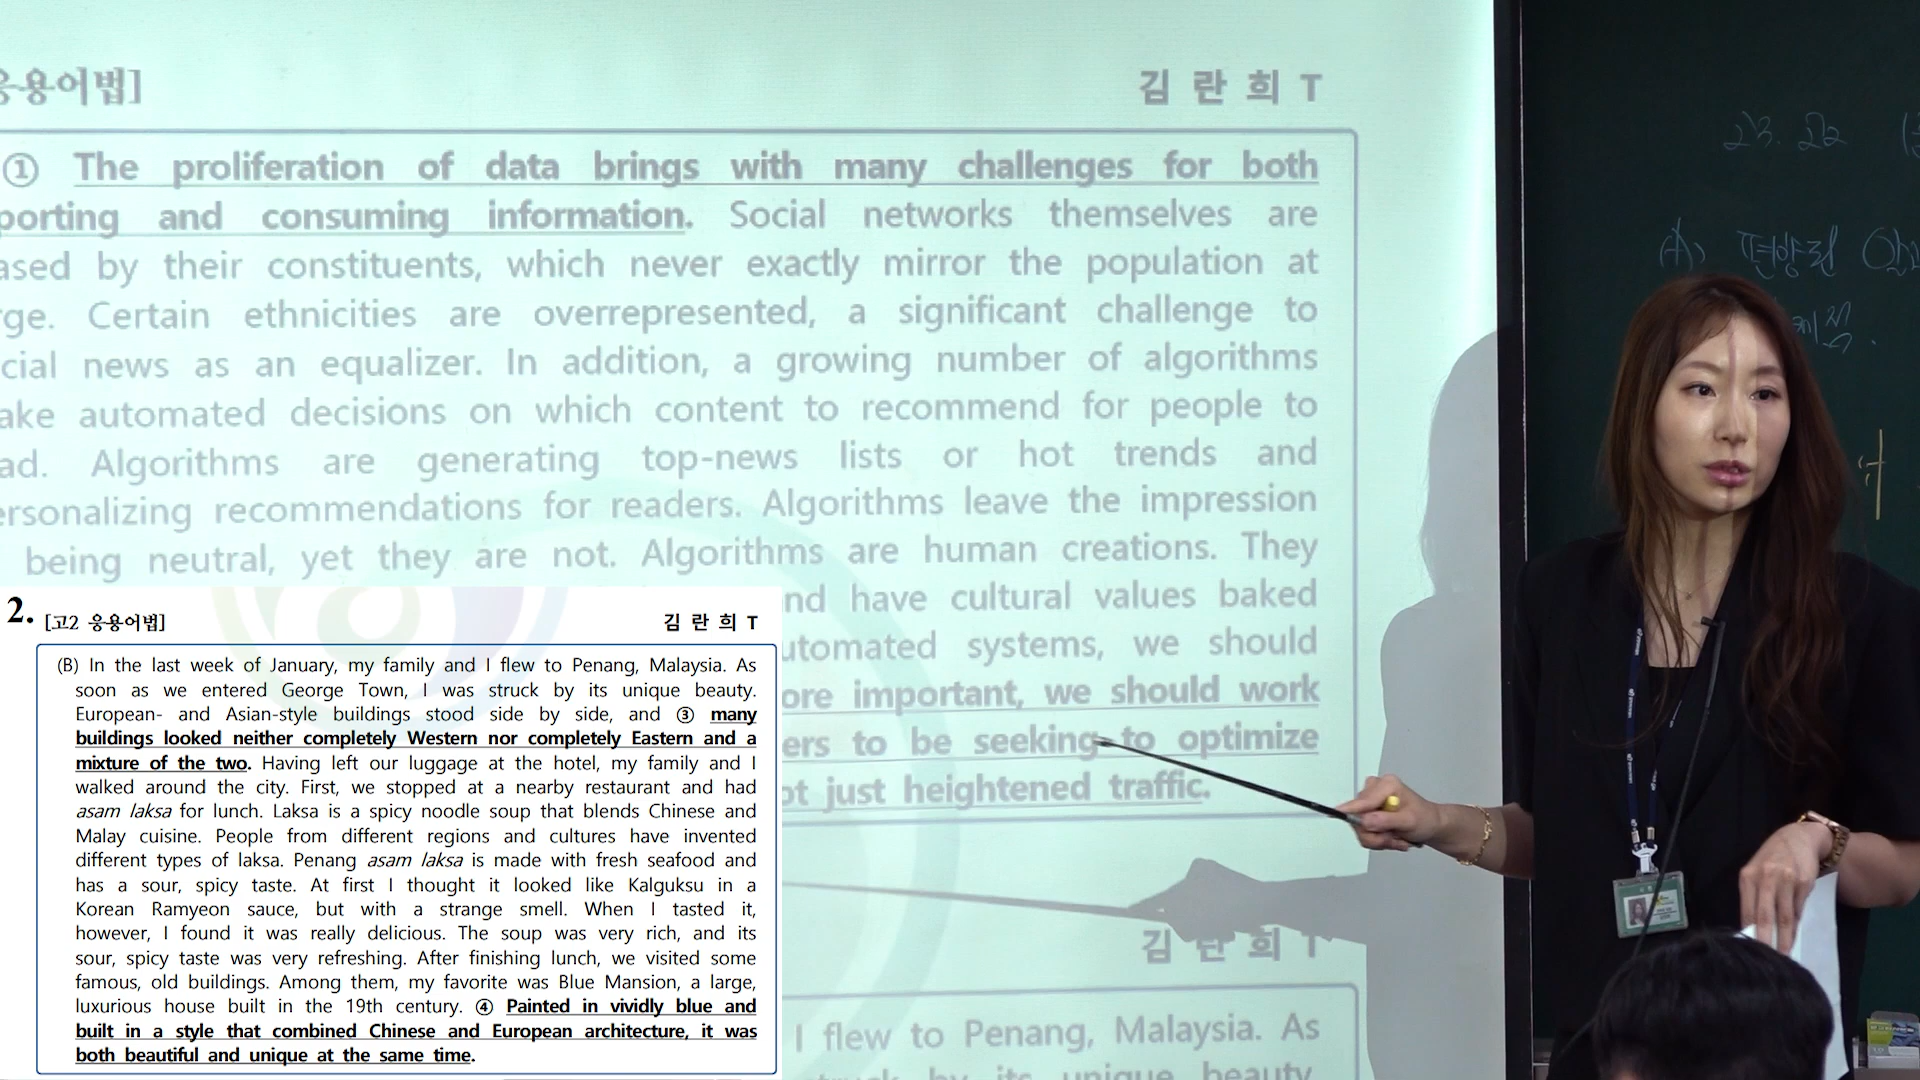 응용어법]
김 란 희 T
① The proliferation of data brings with many challenges for both
porting and consuming information. Social networks themselves are
ased by their constituents, which never exactly mirror the population at
rge. Certain ethnicities are overrepresented, a significant challenge to
cial news as an equalizer. In addition, a growing number of algorithms
ake automated decisions on which content to recommend for people to
ad. Algorithms are generating top-news lists or hot trends and
ersonalizing recommendations for readers. Algorithms leave the impression
being neutral, yet they are not. Algorithms are human creations. They
nd have cultural values baked
utomated systems, we should
ore important, we should work
ers to be seeking to optimize
ot just heightened traffic.
김 란 희 T
I flew to Penang, Malaysia. As
struck by its unique beauty.
2. [고2 응용어법]
김 란 희 T
(B) In the last week of January, my family and I flew to Penang, Malaysia. As
soon as we entered George Town, I was struck by its unique beauty.
European- and Asian-style buildings stood side by side, and ③ many
buildings looked neither completely Western nor completely Eastern and a
mixture of the two. Having left our luggage at the hotel, my family and I
walked around the city. First, we stopped at a nearby restaurant and had
asam laksa for lunch. Laksa is a spicy noodle soup that blends Chinese and
Malay cuisine. People from different regions and cultures have invented
different types of laksa. Penang asam laksa is made with fresh seafood and
has a sour, spicy taste. At first I thought it looked like Kalguksu in a
Korean Ramyeon sauce, but with a strange smell. When I tasted it,
however, I found it was really delicious. The soup was very rich, and its
sour, spicy taste was very refreshing. After finishing lunch, we visited some
famous, old buildings. Among them, my favorite was Blue Mansion, a large,
luxurious house built in the 19th century. ④ Painted in vividly blue and
built in a style that combined Chinese and European architecture, it was
both beautiful and unique at the same time.
23. 고2
(A) 편향된